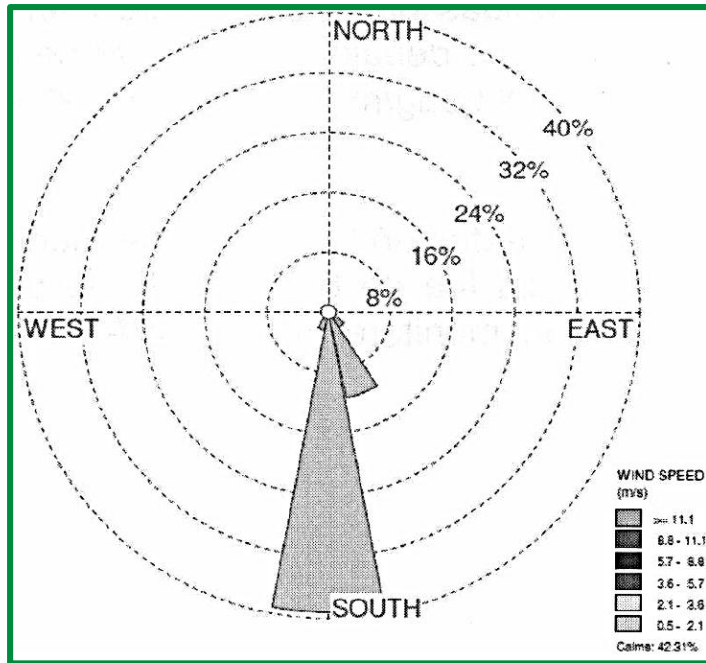 NORTH
40%
32%
24%
16%
8%
WEST
EAST
SOUTH
WIND SPEED
(m/s)
>= 11.1
8.8 - 11.1
5.7 - 8.8
3.6 - 5.7
2.1 - 3.6
0.5 - 2.1
Calms: 42.31%